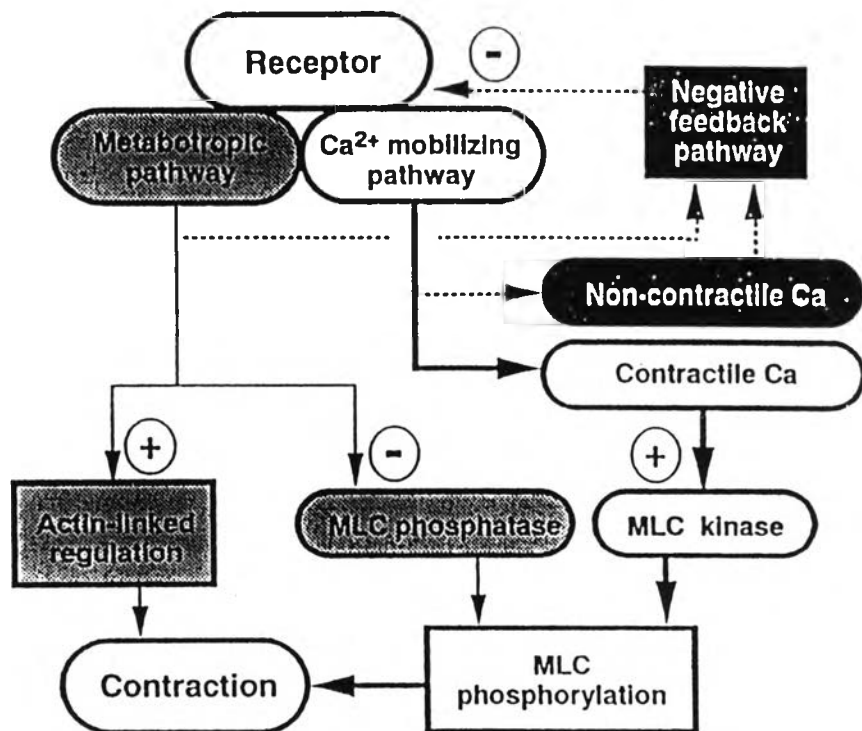 Receptor
-
Negative
feedback
pathway
Metabotropic
pathway
Ca²⁺ mobilizing
pathway
Non-contractile Ca
Contractile Ca
+
-
+
Actin-linked
regulation
MLC phosphatase
MLC kinase
Contraction
MLC
phosphorylation